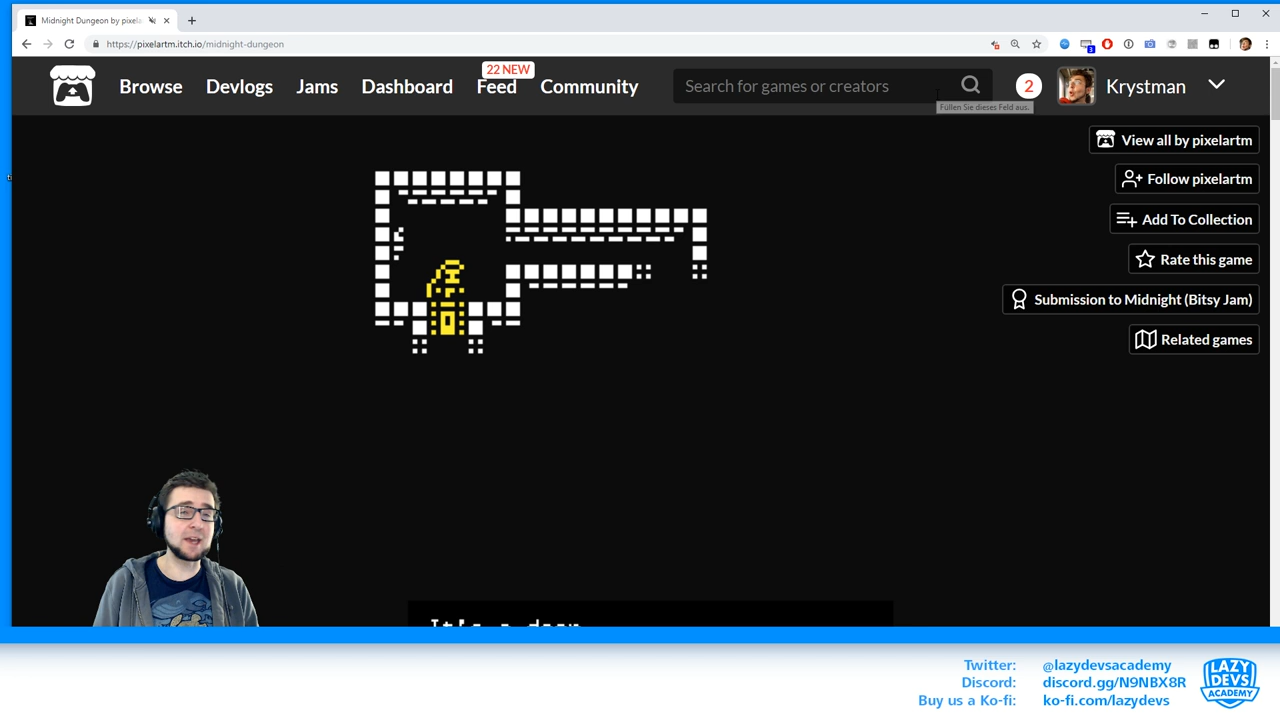 Midnight Dungeon by pixela
https://pixelartm.itch.io/midnight-dungeon
3
22 NEW
Browse Devlogs Jams Dashboard Feed Community Search for games or creators 2 Krystman
Füllen Sie dieses Feld aus.
View all by pixelartm
Follow pixelartm
Add To Collection
Rate this game
Submission to Midnight (Bitsy Jam)
Related games
It's a door
Twitter: @lazydevsacademy
Discord: discord.gg/N9NBX8R
Buy us a Ko-fi: ko-fi.com/lazydevs
LAZY
DEVS
ACADEMY